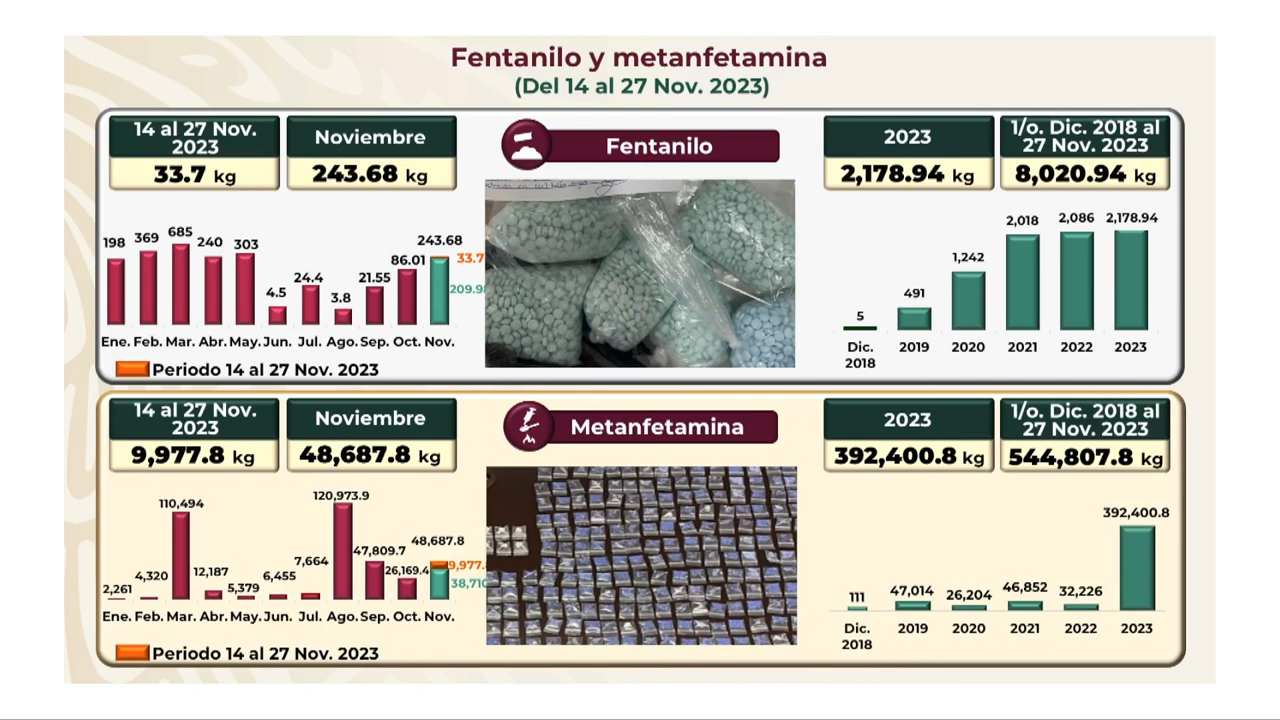 Fentanilo y metanfetamina
(Del 14 al 27 Nov. 2023)
14 al 27 Nov.
2023
33.7 kg
Noviembre
243.68 kg
Fentanilo
2023
2,178.94 kg
1/o. Dic. 2018 al
27 Nov. 2023
8,020.94 kg
198 369 685 240 303 4.5 24.4 3.8 21.55 86.01 243.68
33.7
209.98
Ene. Feb. Mar. Abr. May. Jun. Jul. Ago. Sep. Oct. Nov.
Periodo 14 al 27 Nov. 2023
5 491 1,242 2,018 2,086 2,178.94
Dic.
2018
2019 2020 2021 2022 2023
14 al 27 Nov.
2023
9,977.8 kg
Noviembre
48,687.8 kg
Metanfetamina
2023
392,400.8 kg
1/o. Dic. 2018 al
27 Nov. 2023
544,807.8 kg
2,261 4,320 110,494 12,187 5,379 6,455 7,664 120,973.9 47,809.7 26,169.4 48,687.8
9,977.
38,710
Ene. Feb. Mar. Abr. May. Jun. Jul. Ago. Sep. Oct. Nov.
Periodo 14 al 27 Nov. 2023
111 47,014 26,204 46,852 32,226 392,400.8
Dic.
2018
2019 2020 2021 2022 2023